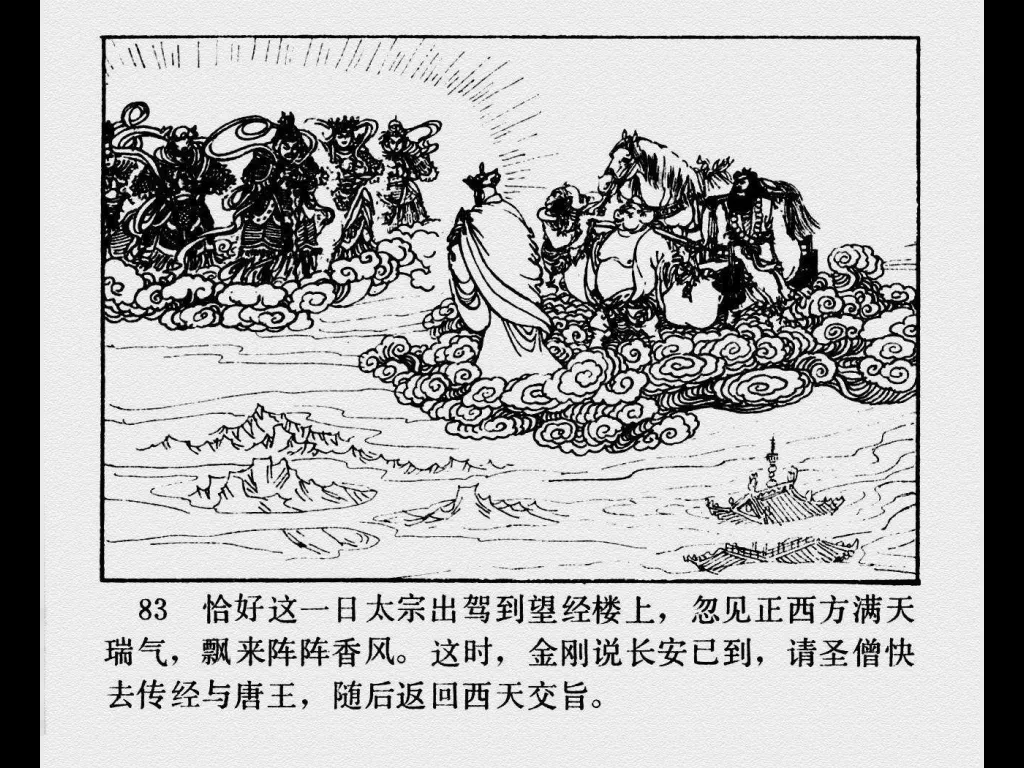 83 恰好这一日太宗出驾到望经楼上，忽见正西方满天
瑞气，飘来阵阵香风。这时，金刚说长安已到，请圣僧快
去传经与唐王，随后返回西天交旨。